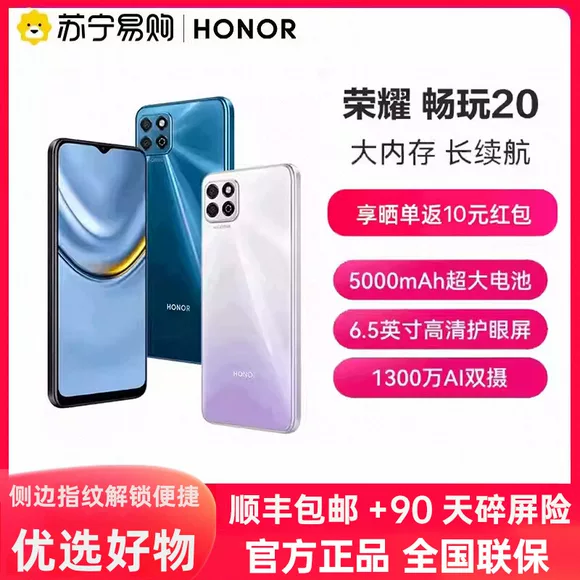 苏宁易购 | HONOR
荣耀 畅玩20
大内存 长续航
享晒单返10元红包
5000mAh超大电池
6.5英寸高清护眼屏
1300万AI双摄
HONOR
HONOR
侧边指纹解锁便捷
优选好物
顺丰包邮 +90 天碎屏险
官方正品 全国联保